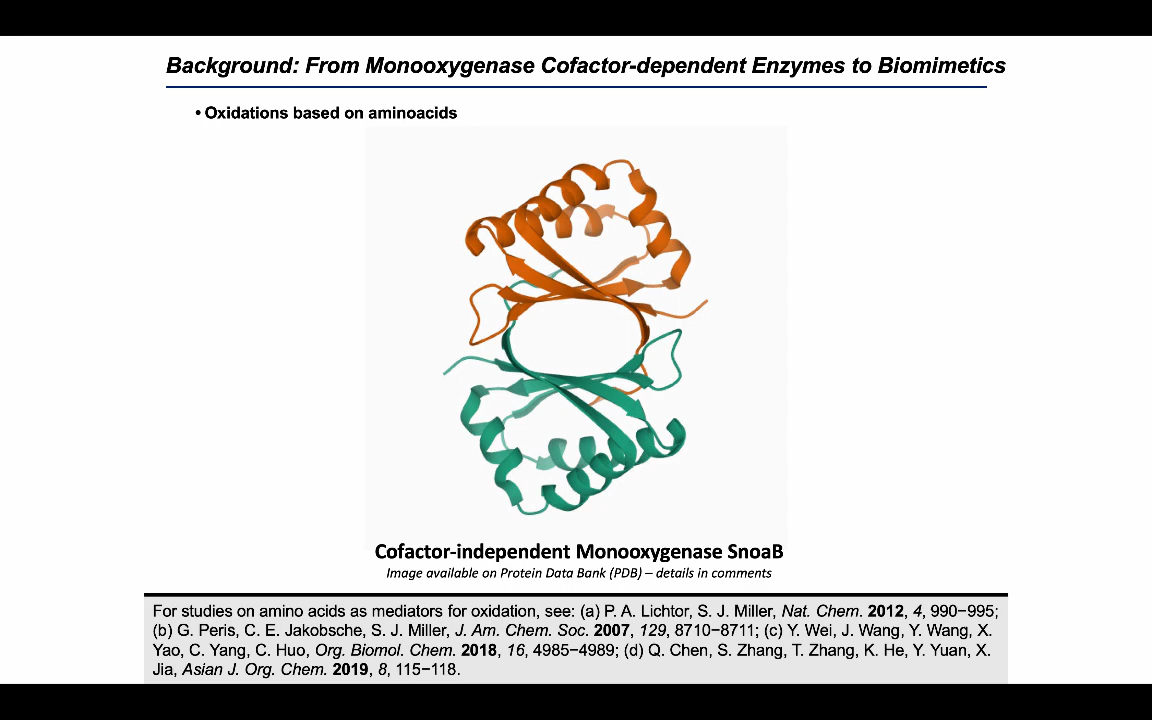 Background: From Monooxygenase Cofactor-dependent Enzymes to Biomimetics
• Oxidations based on aminoacids
Cofactor-independent Monooxygenase SnoaB
Image available on Protein Data Bank (PDB) – details in comments
For studies on amino acids as mediators for oxidation, see: (a) P. A. Lichtor, S. J. Miller, Nat. Chem. 2012, 4, 990−995;
(b) G. Peris, C. E. Jakobsche, S. J. Miller, J. Am. Chem. Soc. 2007, 129, 8710−8711; (c) Y. Wei, J. Wang, Y. Wang, X.
Yao, C. Yang, C. Huo, Org. Biomol. Chem. 2018, 16, 4985−4989; (d) Q. Chen, S. Zhang, T. Zhang, K. He, Y. Yuan, X.
Jia, Asian J. Org. Chem. 2019, 8, 115−118.